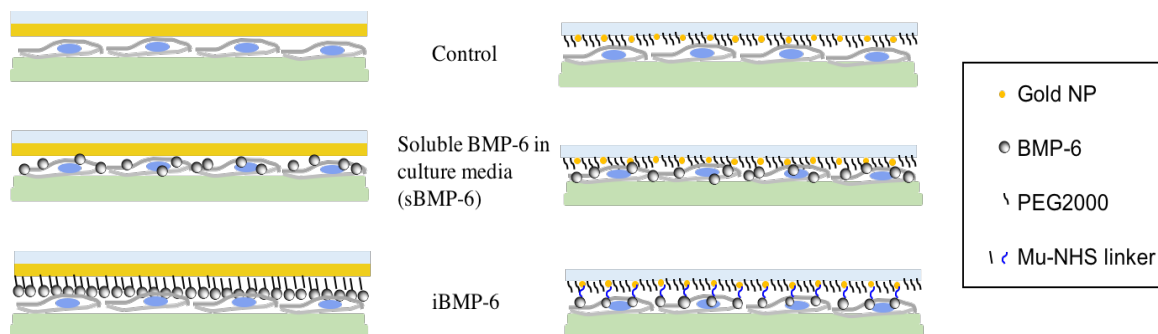 Control
Soluble BMP-6 in
culture media
(sBMP-6)
iBMP-6
Gold NP
BMP-6
PEG2000
Mu-NHS linker